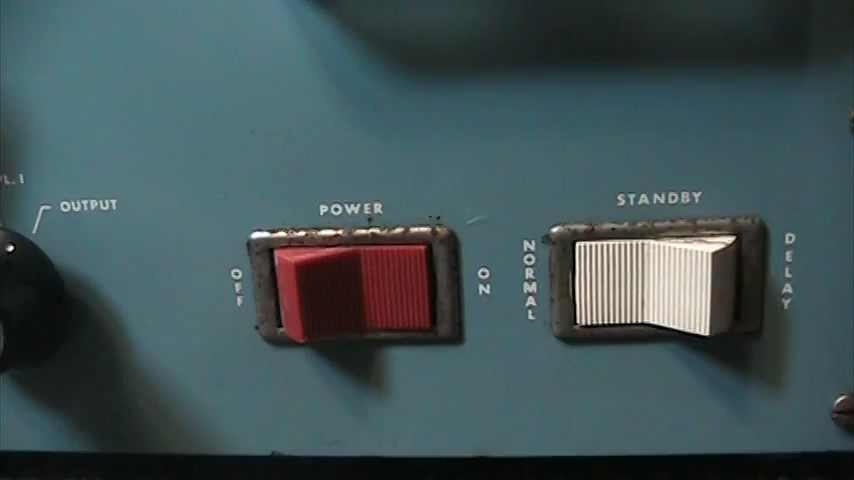 OUTPUT
POWER
OFF
ON
STANDBY
NORMAL
DELAY